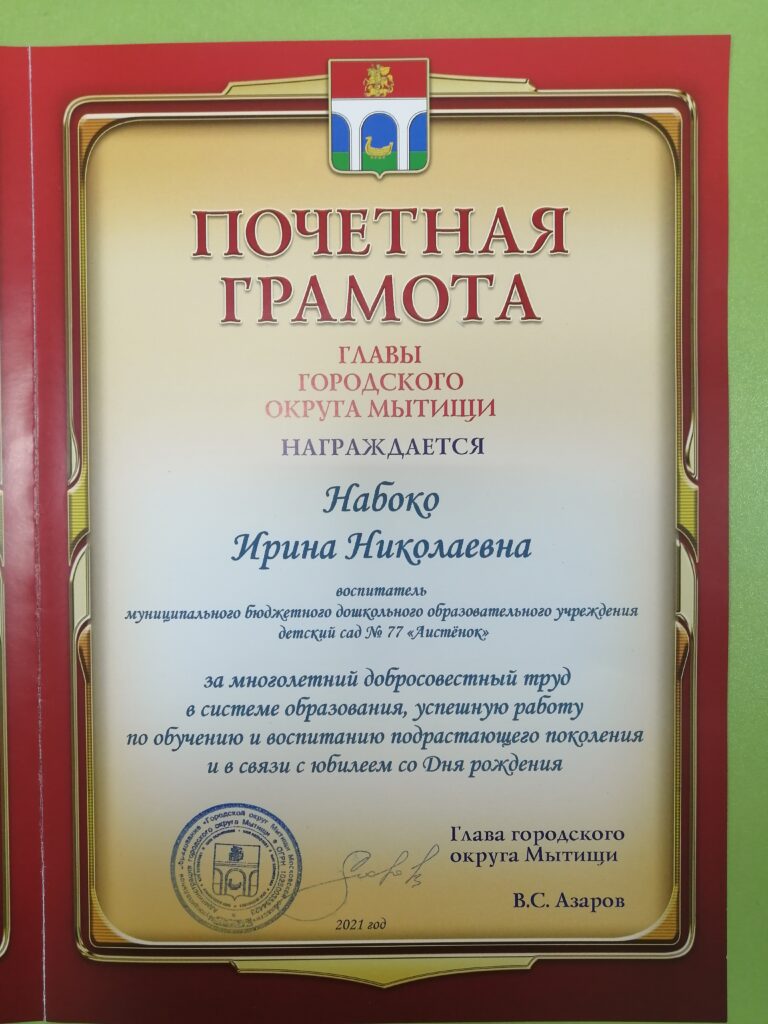 ПОЧЕТНАЯ
ГРАМОТА
ГЛАВЫ
ГОРОДСКОГО
ОКРУГА МЫТИЩИ
НАГРАЖДАЕТСЯ
Набоко
Ирина Николаевна
воспитатель
муниципального бюджетного дошкольного образовательного учреждения
детский сад № 77 «Аистёнок»
за многолетний добросовестный труд
в системе образования, успешную работу
по обучению и воспитанию подрастающего поколения
и в связи с юбилеем со Дня рождения
Глава городского
округа Мытищи
В.С. Азаров
2021 год